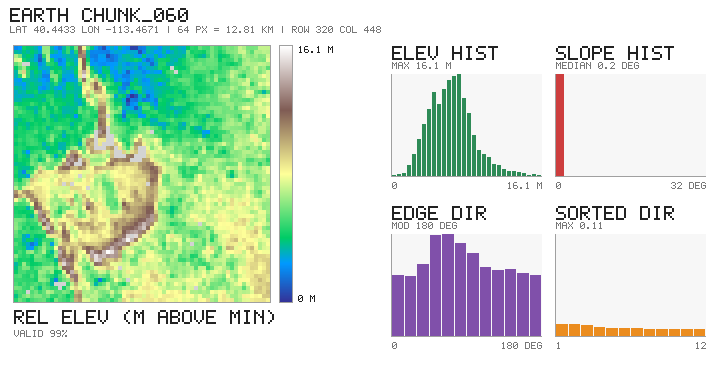 EARTH CHUNK_060
LAT 40.4433 LON -113.4671 | 64 PX = 12.81 KM | ROW 320 COL 448
16.1 M
0 M
REL ELEV (M ABOVE MIN)
VALID 99%
ELEV HIST
MAX 16.1 M
0 16.1 M
SLOPE HIST
MEDIAN 0.2 DEG
0 32 DEG
EDGE DIR
MOD 180 DEG
0 180 DEG
SORTED DIR
MAX 0.11
1 12